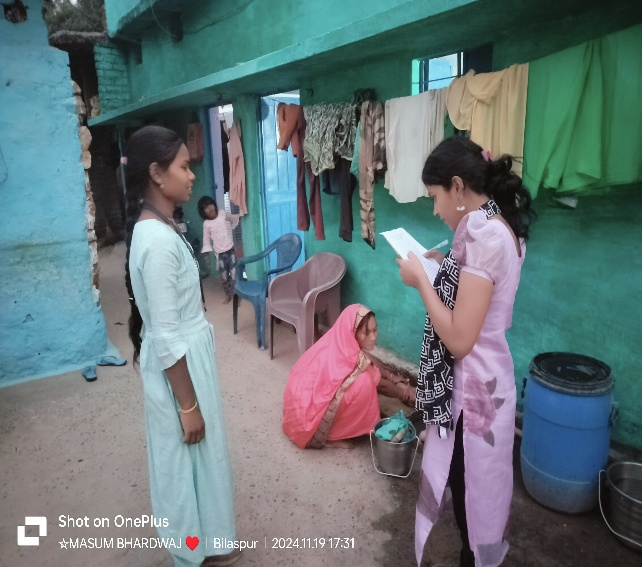 Shot on OnePlus
☆MASUM BHARDWAJ ❤️ | Bilaspur | 2024.11.19 17:31